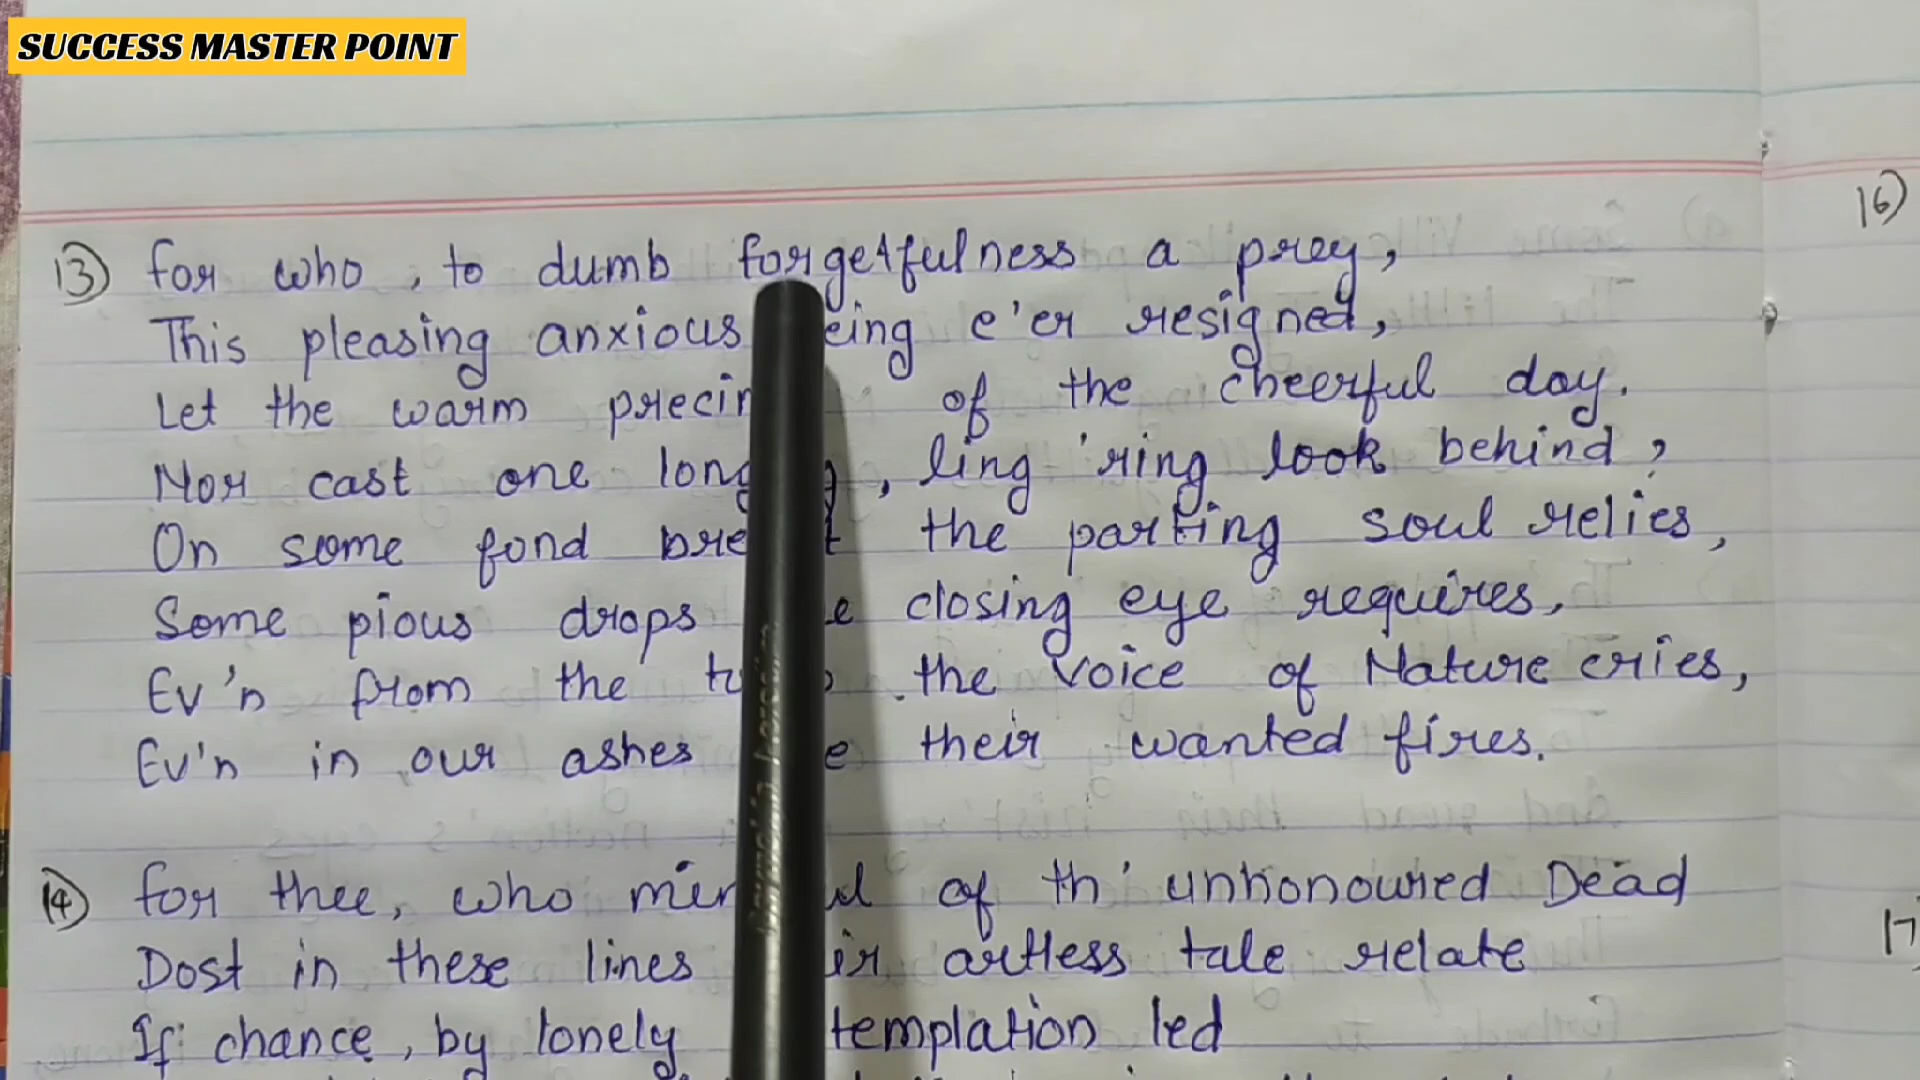 SUCCESS MASTER POINT
16)
13) for who, to dumb forgetfulness a prey,
This pleasing anxious eing e'er resigned,
Let the warm precin of the cheerful day.
Nor cast one long g, ling 'ring look behind?
On some fond bre t the parting soul relies,
Some pious drops e closing eye requires,
Ev'n from the the voice of Nature cries,
Ev'n in our ashes e their wanted fires.
14) for thee, who min of th' unhonoured Dead
Dost in these lines eir artless tale relate
17
If chance, by lonely templation led